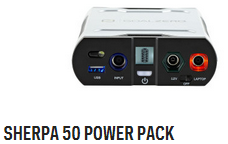 USB
INPUT
12V
LAPTOP
OFF
SHERPA 50 POWER PACK